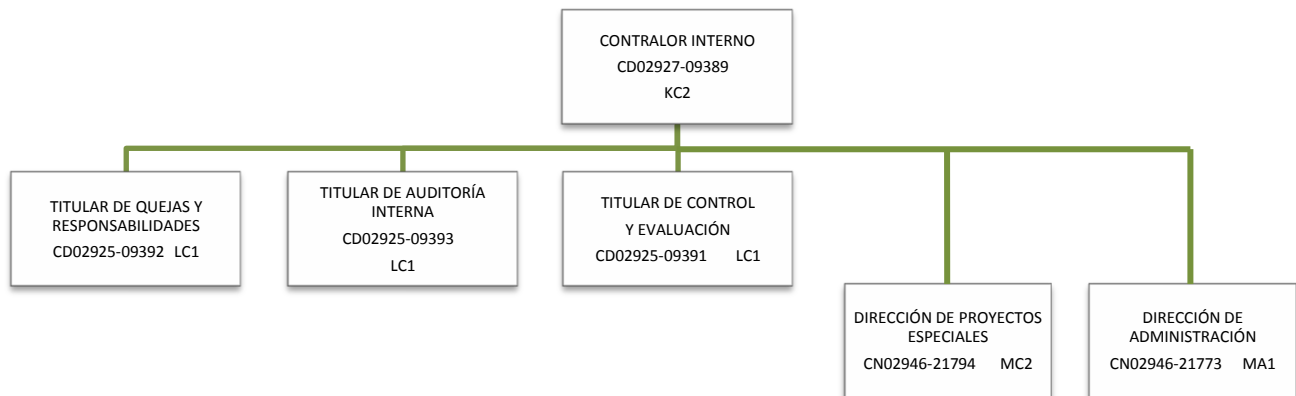 CONTRALOR INTERNO
CD02927-09389
KC2
TITULAR DE QUEJAS Y
RESPONSABILIDADES
CD02925-09392 LC1
TITULAR DE AUDITORÍA
INTERNA
CD02925-09393
LC1
TITULAR DE CONTROL
Y EVALUACIÓN
CD02925-09391 LC1
DIRECCIÓN DE PROYECTOS
ESPECIALES
CN02946-21794 MC2
DIRECCIÓN DE
ADMINISTRACIÓN
CN02946-21773 MA1